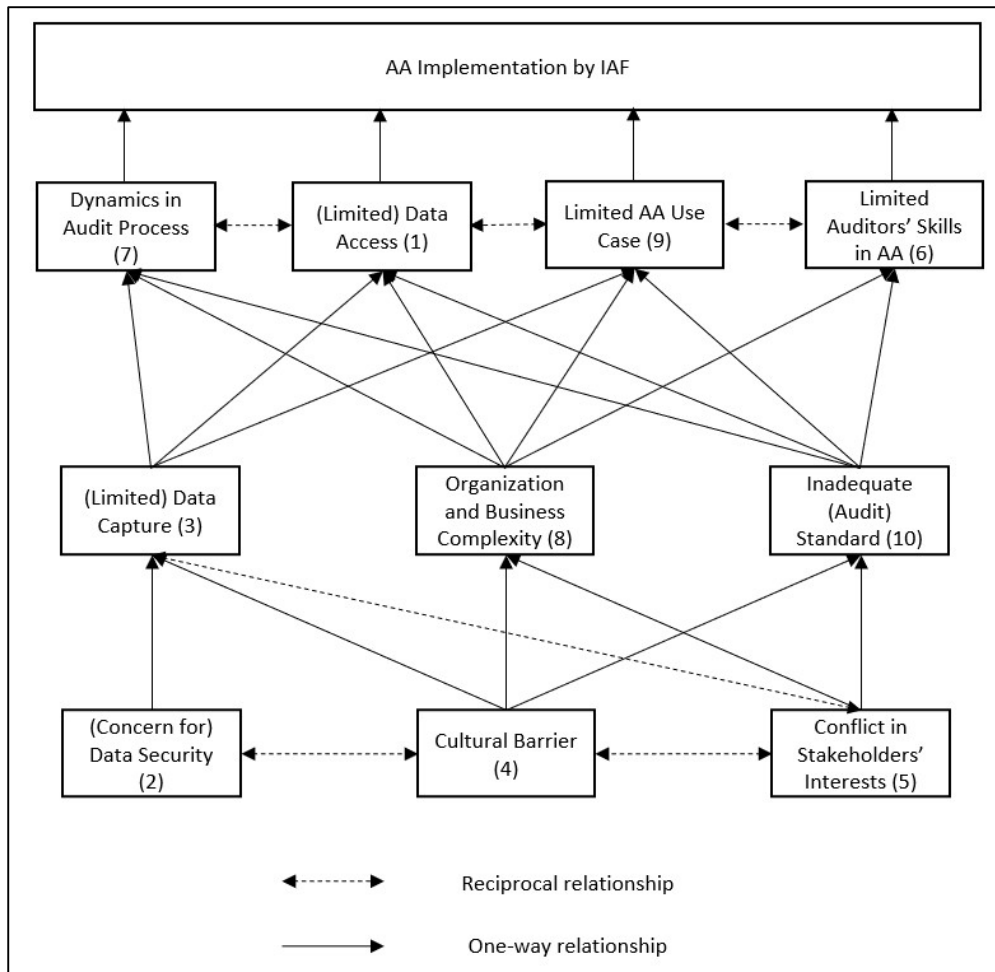 AA Implementation by IAF
Dynamics in
Audit Process
(7)
(Limited) Data
Access (1)
Limited AA Use
Case (9)
Limited
Auditors’ Skills
in AA (6)
(Limited) Data
Capture (3)
Organization
and Business
Complexity (8)
Inadequate
(Audit)
Standard (10)
(Concern for)
Data Security
(2)
Cultural Barrier
(4)
Conflict in
Stakeholders’
Interests (5)
Reciprocal relationship
One-way relationship